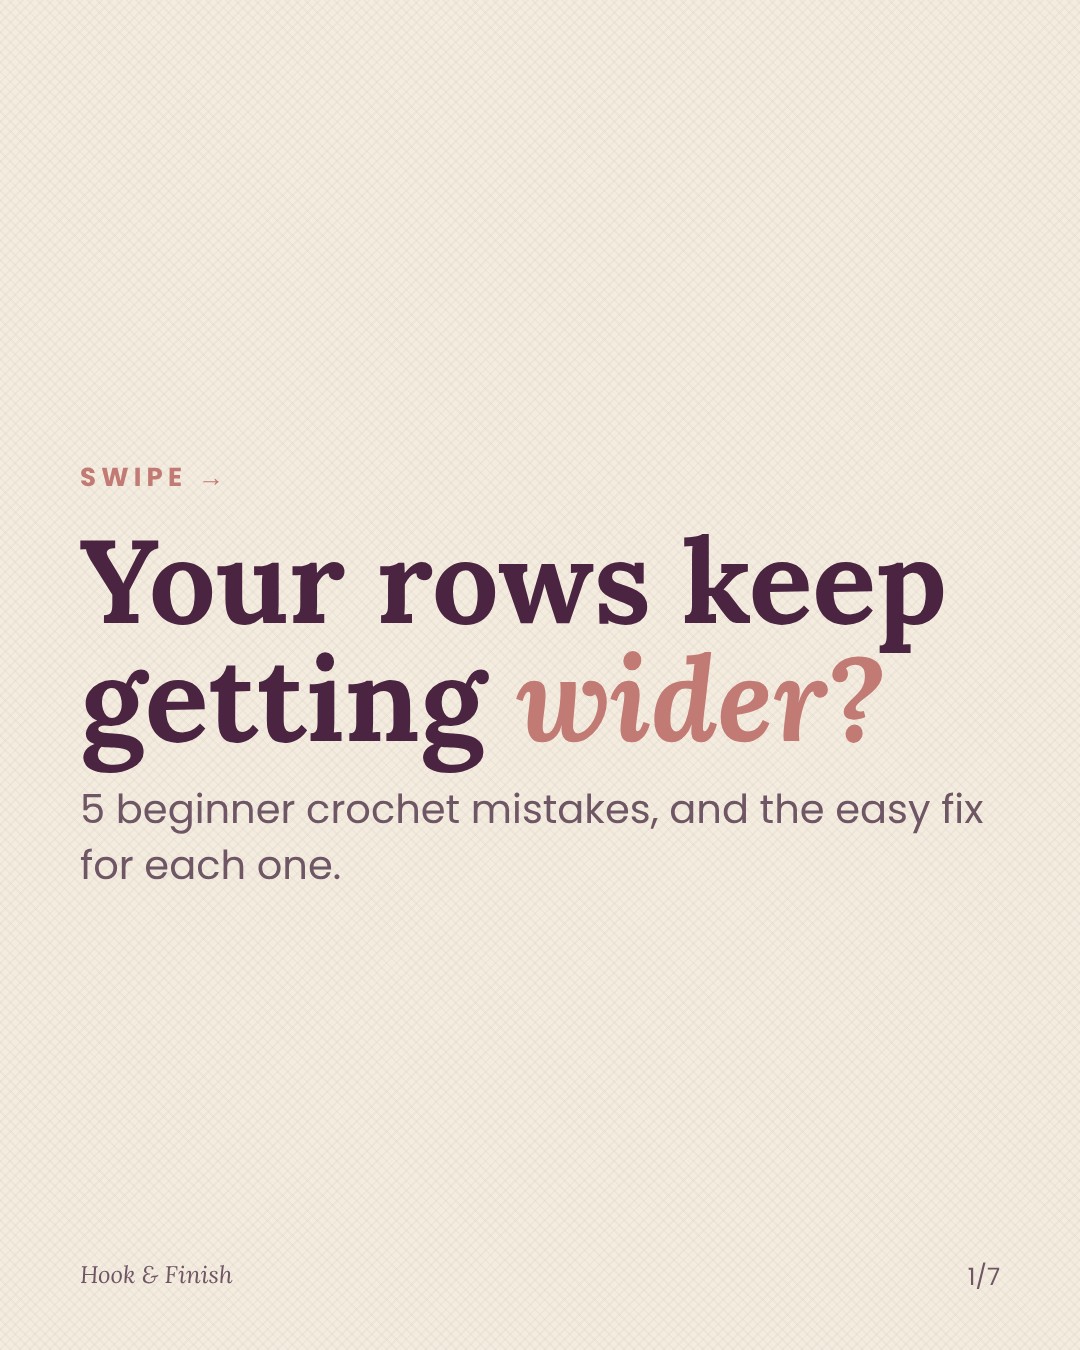 SWIPE →
Your rows keep
getting wider?
5 beginner crochet mistakes, and the easy fix
for each one.
Hook & Finish
1/7